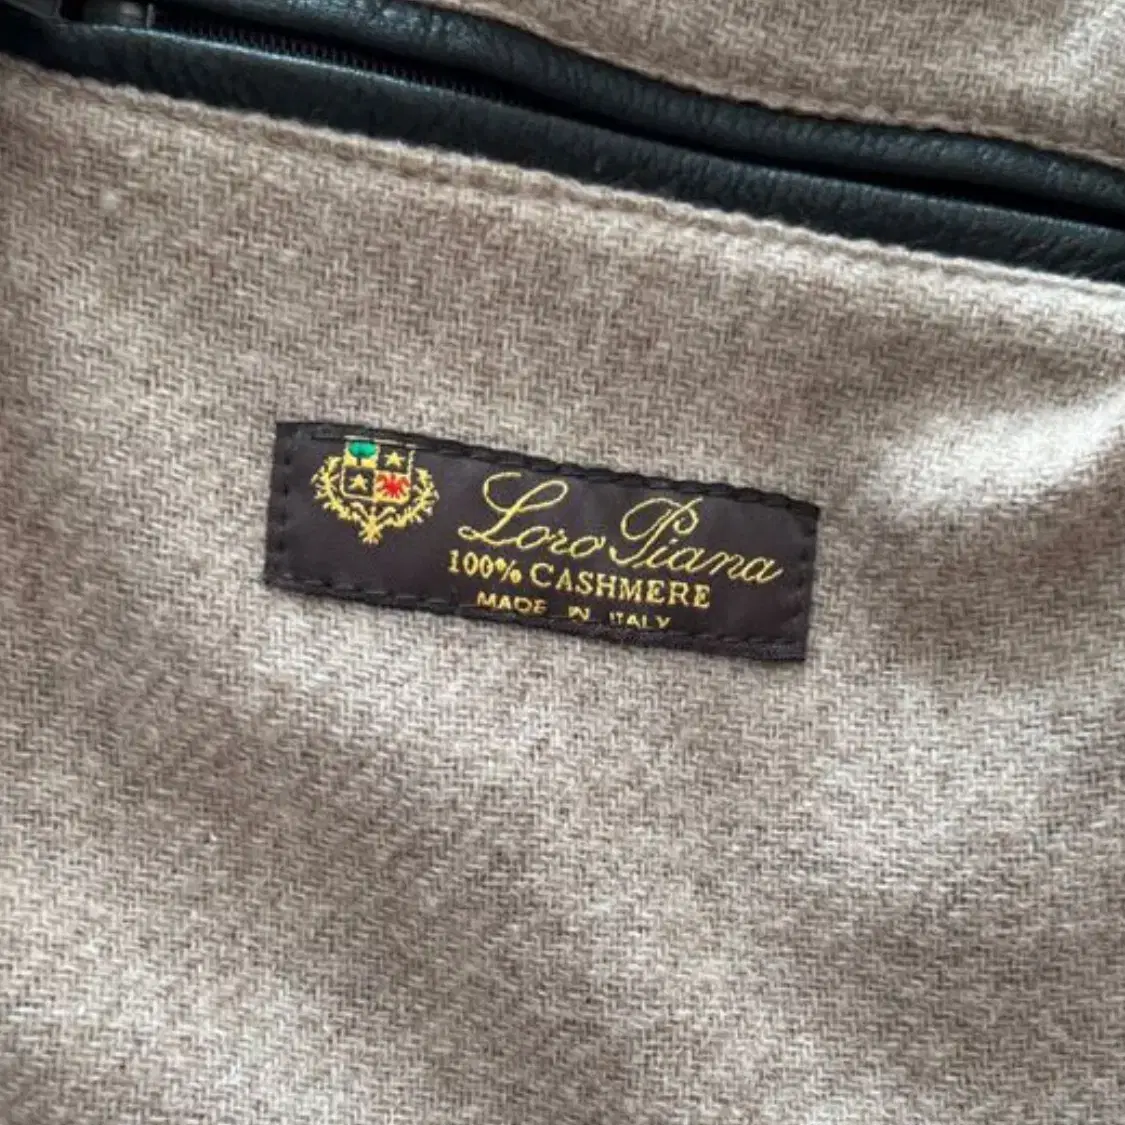 Loro Piana
100% CASHMERE
MADE IN ITALY